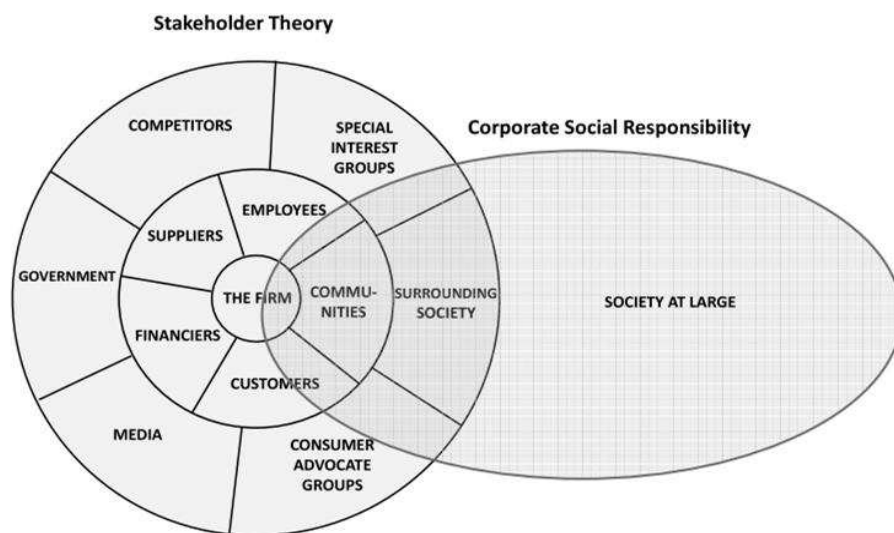 Stakeholder Theory
Corporate Social Responsibility
COMPETITORS
SPECIAL
INTEREST
GROUPS
EMPLOYEES
SUPPLIERS
GOVERNMENT
THE FIRM
COMMU-
NITIES
SURROUNDING
SOCIETY
SOCIETY AT LARGE
FINANCIERS
CUSTOMERS
MEDIA
CONSUMER
ADVOCATE
GROUPS